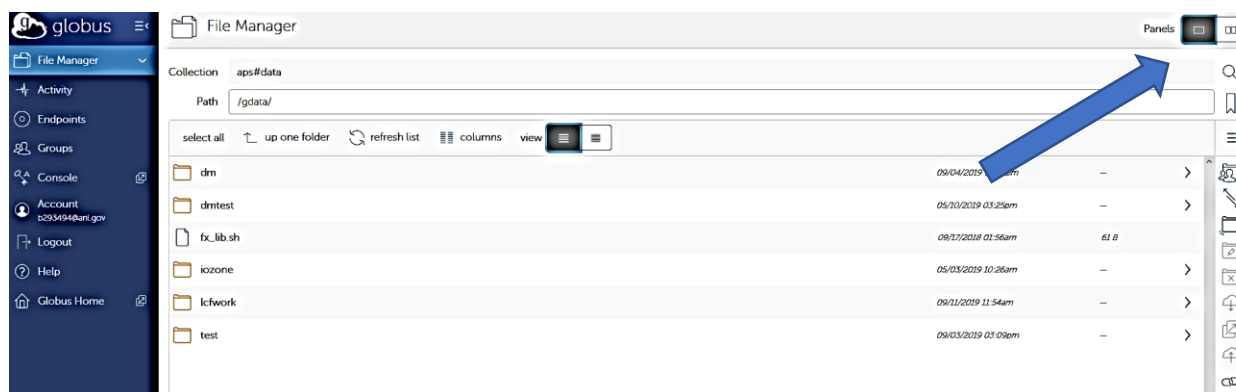 globus
File Manager
Activity
Endpoints
Groups
Console
Account
b293494@anl.gov
Logout
Help
Globus Home
File Manager
Panels
Collection aps#data
Path /gdata/
select all up one folder refresh list columns view
dm 09/04/2019 —
dmtest 05/10/2019 03:25pm —
fx_lib.sh 09/17/2018 01:56am 61 B
iozone 05/03/2019 10:26am —
lcfwork 09/11/2019 11:54am —
test 09/03/2019 03:09pm —